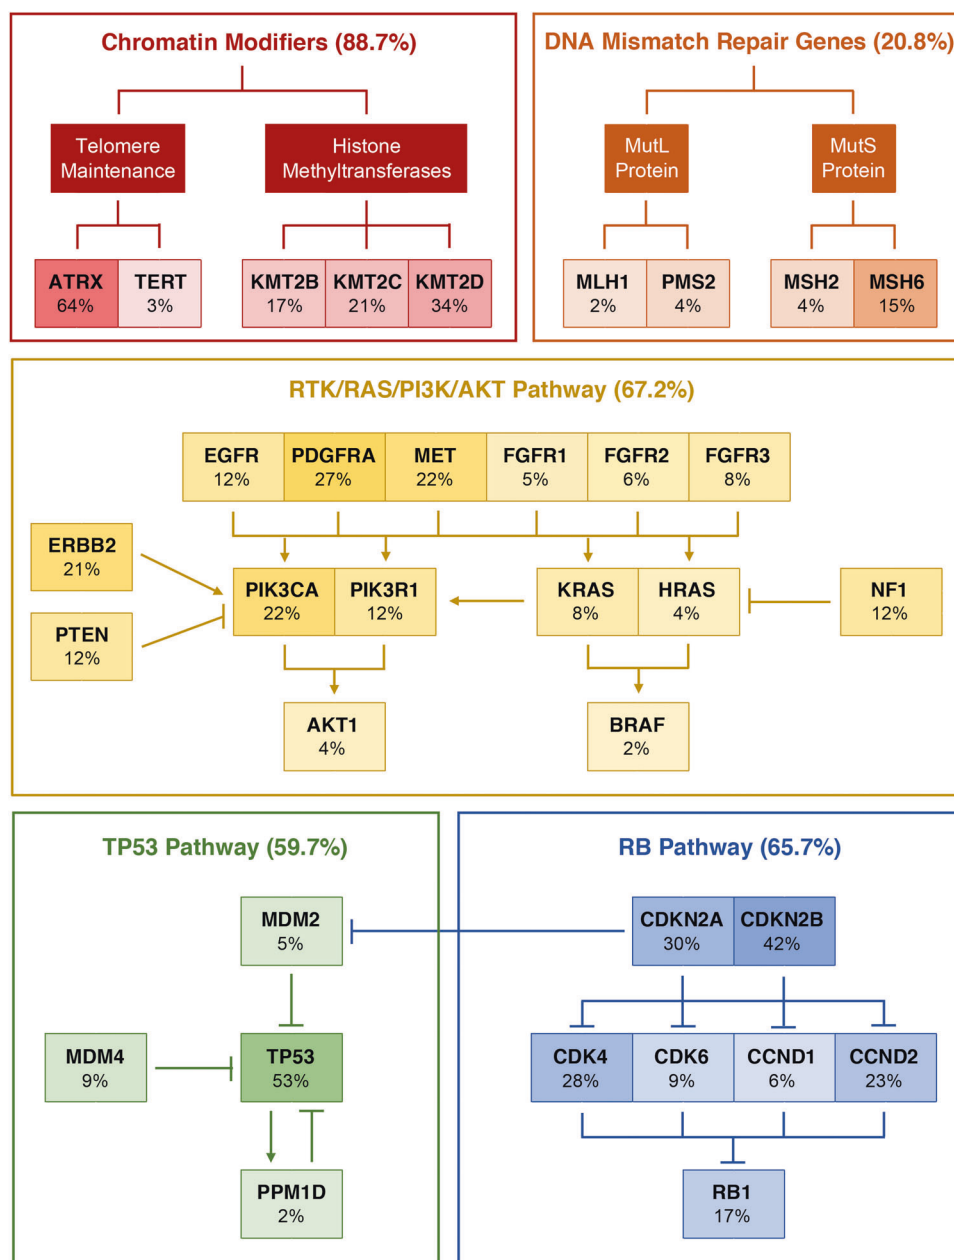 Chromatin Modifiers (88.7%)
Telomere
Maintenance
Histone
Methyltransferases
ATRX
64%
TERT
3%
KMT2B
17%
KMT2C
21%
KMT2D
34%
DNA Mismatch Repair Genes (20.8%)
MutL
Protein
MutS
Protein
MLH1
2%
PMS2
4%
MSH2
4%
MSH6
15%
RTK/RAS/PI3K/AKT Pathway (67.2%)
EGFR
12%
PDGFRA
27%
MET
22%
FGFR1
5%
FGFR2
6%
FGFR3
8%
ERBB2
21%
PTEN
12%
PIK3CA
22%
PIK3R1
12%
KRAS
8%
HRAS
4%
NF1
12%
AKT1
4%
BRAF
2%
TP53 Pathway (59.7%)
MDM2
5%
MDM4
9%
TP53
53%
PPM1D
2%
RB Pathway (65.7%)
CDKN2A
30%
CDKN2B
42%
CDK4
28%
CDK6
9%
CCND1
6%
CCND2
23%
RB1
17%